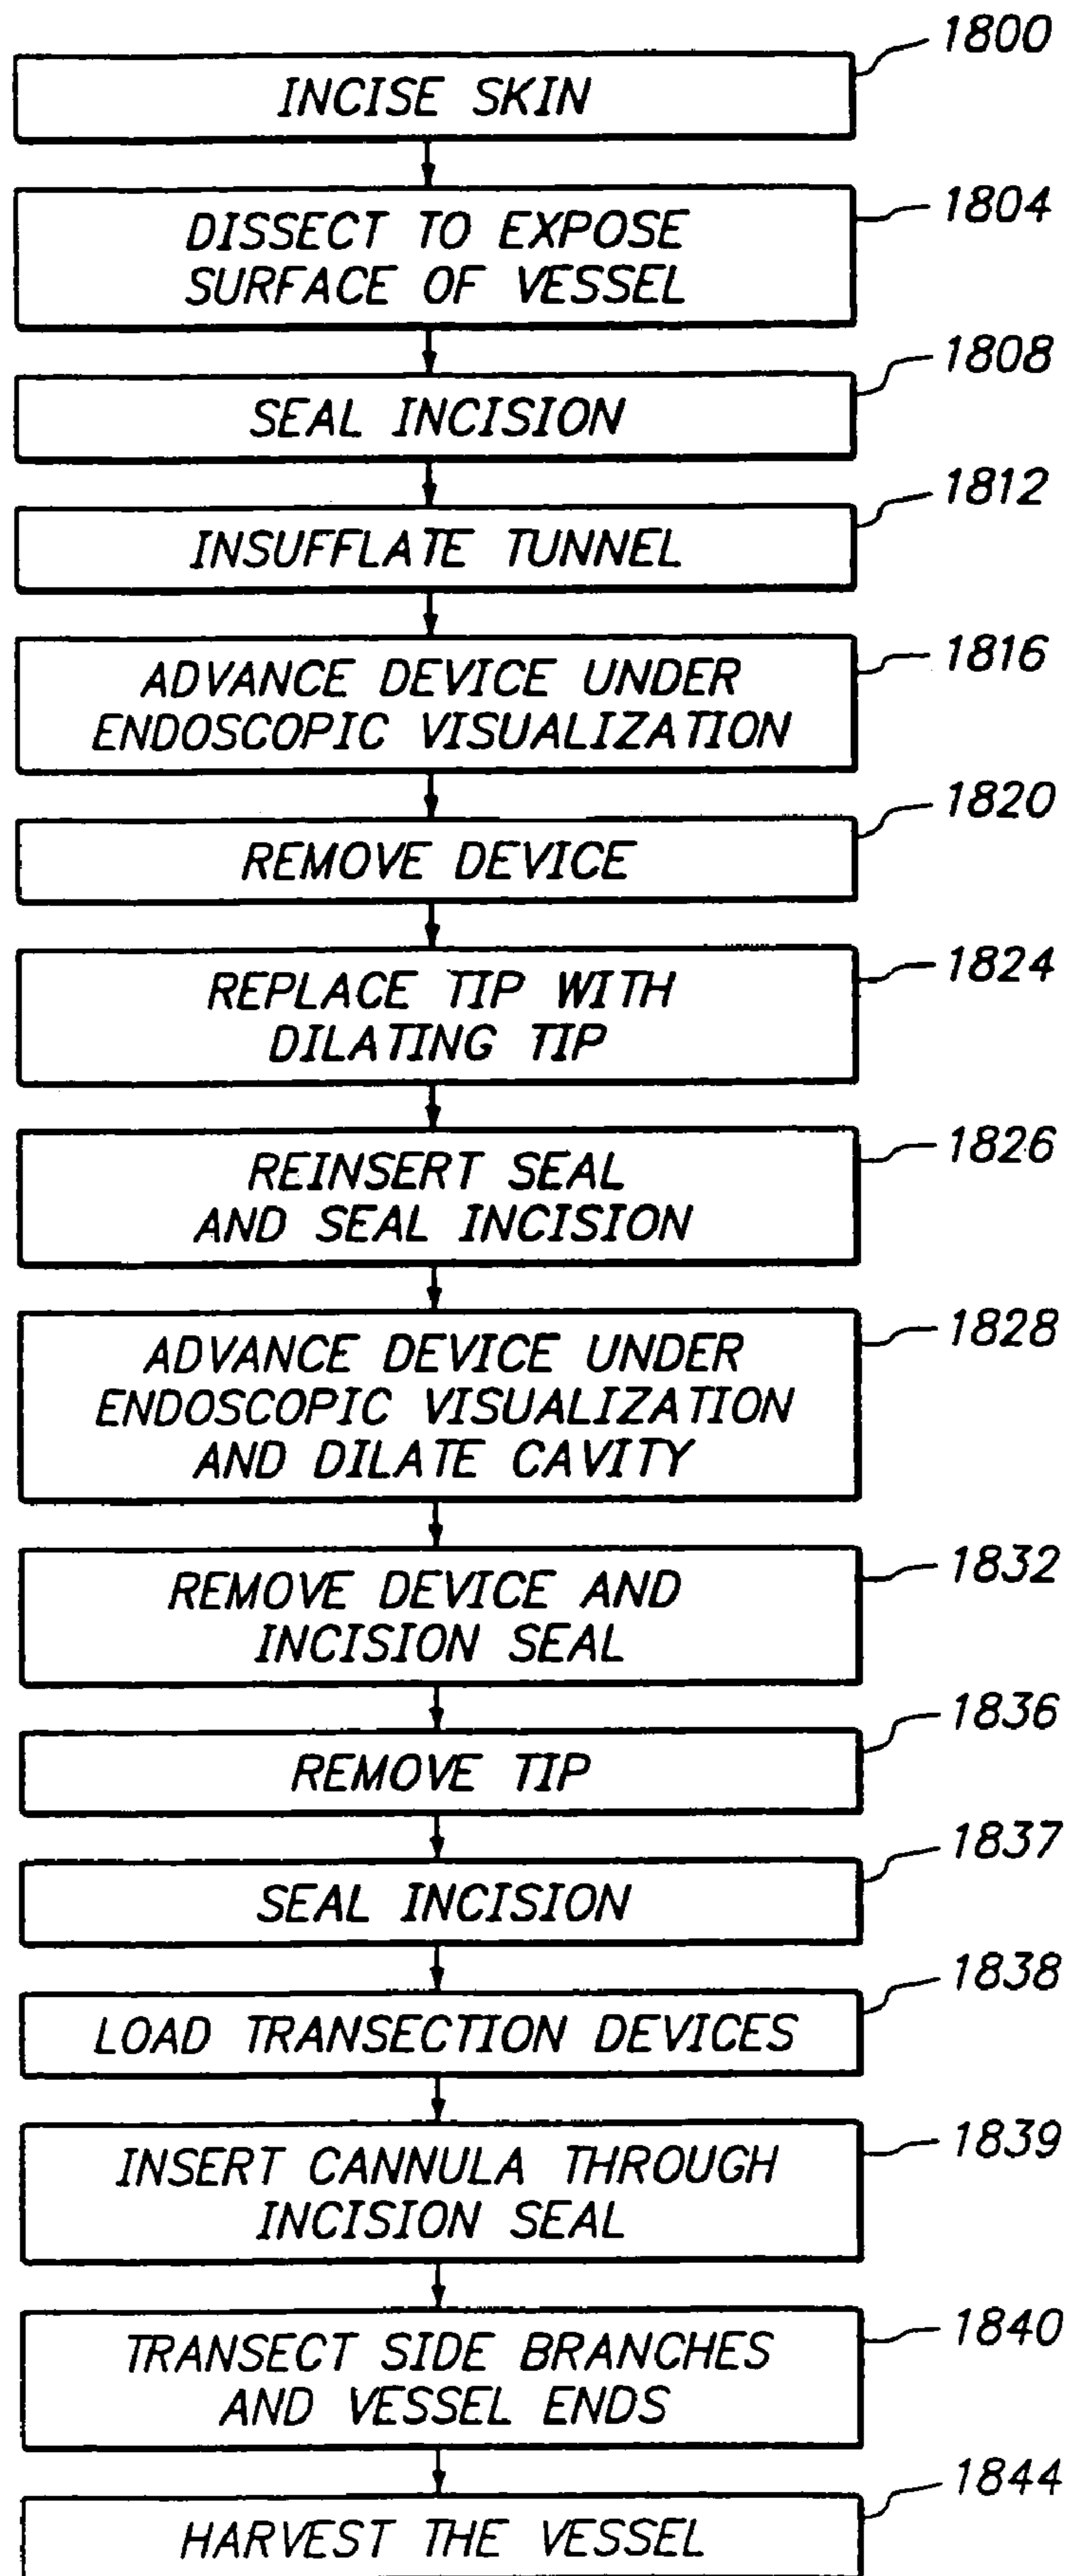 1800
INCISE SKIN
1804
DISSECT TO EXPOSE
SURFACE OF VESSEL
1808
SEAL INCISION
1812
INSUFFLATE TUNNEL
1816
ADVANCE DEVICE UNDER
ENDOSCOPIC VISUALIZATION
1820
REMOVE DEVICE
1824
REPLACE TIP WITH
DILATING TIP
1826
REINSERT SEAL
AND SEAL INCISION
1828
ADVANCE DEVICE UNDER
ENDOSCOPIC VISUALIZATION
AND DILATE CAVITY
1832
REMOVE DEVICE AND
INCISION SEAL
1836
REMOVE TIP
1837
SEAL INCISION
1838
LOAD TRANSECTION DEVICES
1839
INSERT CANNULA THROUGH
INCISION SEAL
1840
TRANSECT SIDE BRANCHES
AND VESSEL ENDS
1844
HARVEST THE VESSEL